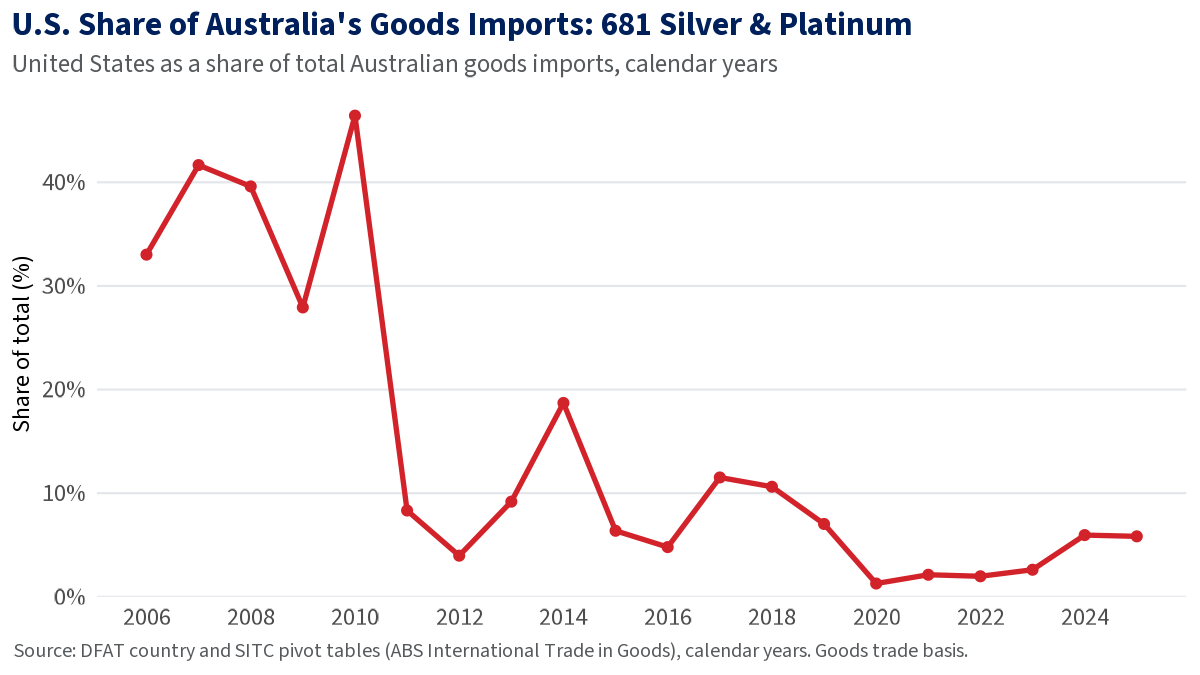 U.S. Share of Australia's Goods Imports: 681 Silver & Platinum
United States as a share of total Australian goods imports, calendar years
Share of total (%)
40%
30%
20%
10%
0%
2006 2008 2010 2012 2014 2016 2018 2020 2022 2024
Source: DFAT country and SITC pivot tables (ABS International Trade in Goods), calendar years. Goods trade basis.